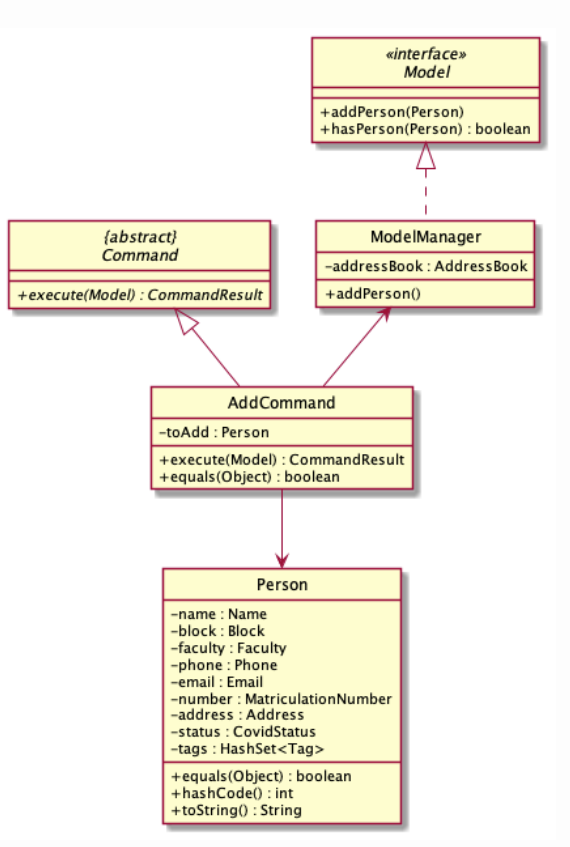 «interface»
Model
+addPerson(Person)
+hasPerson(Person) : boolean
{abstract}
Command
+execute(Model) : CommandResult
ModelManager
-addressBook : AddressBook
+addPerson()
AddCommand
-toAdd : Person
+execute(Model) : CommandResult
+equals(Object) : boolean
Person
-name : Name
-block : Block
-faculty : Faculty
-phone : Phone
-email : Email
-number : MatriculationNumber
-address : Address
-status : CovidStatus
-tags : HashSet<Tag>
+equals(Object) : boolean
+hashCode() : int
+toString() : String